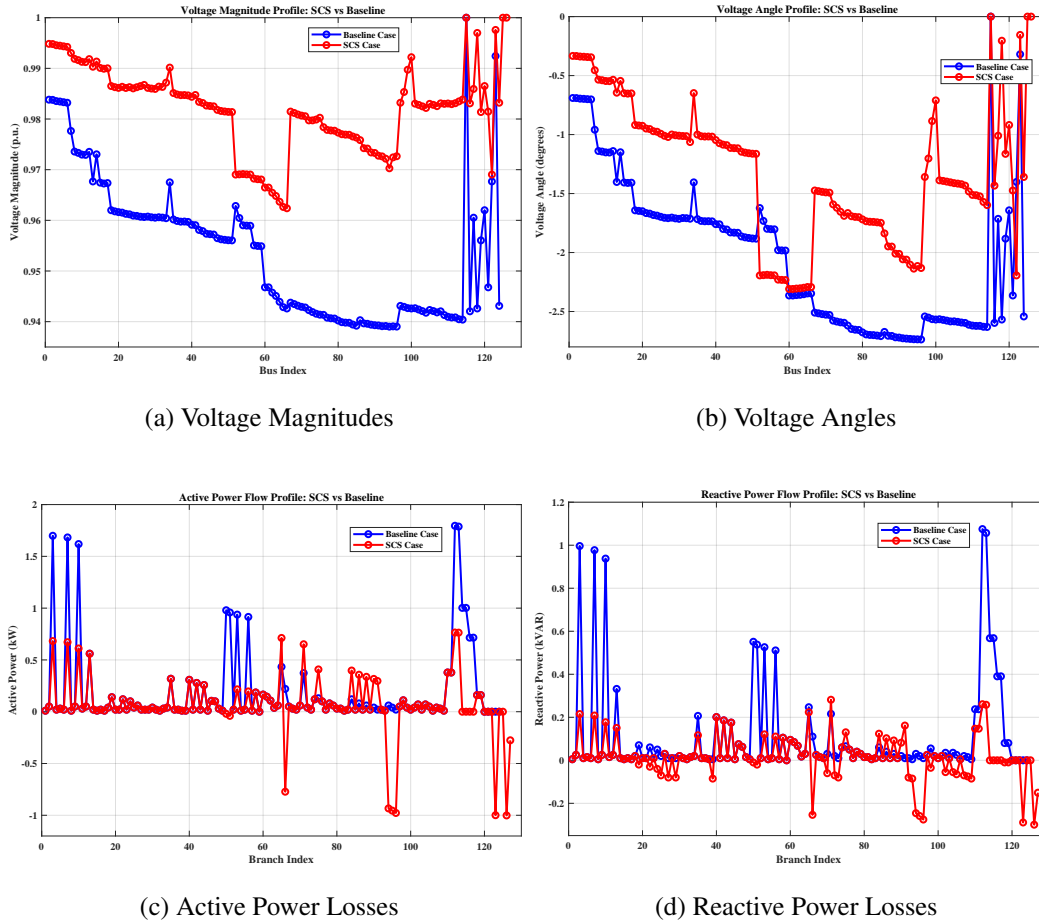 Voltage Magnitude Profile: SCS vs Baseline
1
0.99
0.98
0.97
0.96
0.95
0.94
Voltage Magnitude (p.u.)
Baseline Case
SCS Case
0 20 40 60 80 100 120
Bus Index
(a) Voltage Magnitudes
Voltage Angle Profile: SCS vs Baseline
0
-0.5
-1
-1.5
-2
-2.5
Voltage Angle (degrees)
Baseline Case
SCS Case
0 20 40 60 80 100 120
Bus Index
(b) Voltage Angles
Active Power Flow Profile: SCS vs Baseline
2
1.5
1
0.5
0
-0.5
-1
Active Power (kW)
Baseline Case
SCS Case
0 20 40 60 80 100 120
Branch Index
(c) Active Power Losses
Reactive Power Flow Profile: SCS vs Baseline
1.2
1
0.8
0.6
0.4
0.2
0
-0.2
Reactive Power (kVAR)
Baseline Case
SCS Case
0 20 40 60 80 100 120
Branch Index
(d) Reactive Power Losses